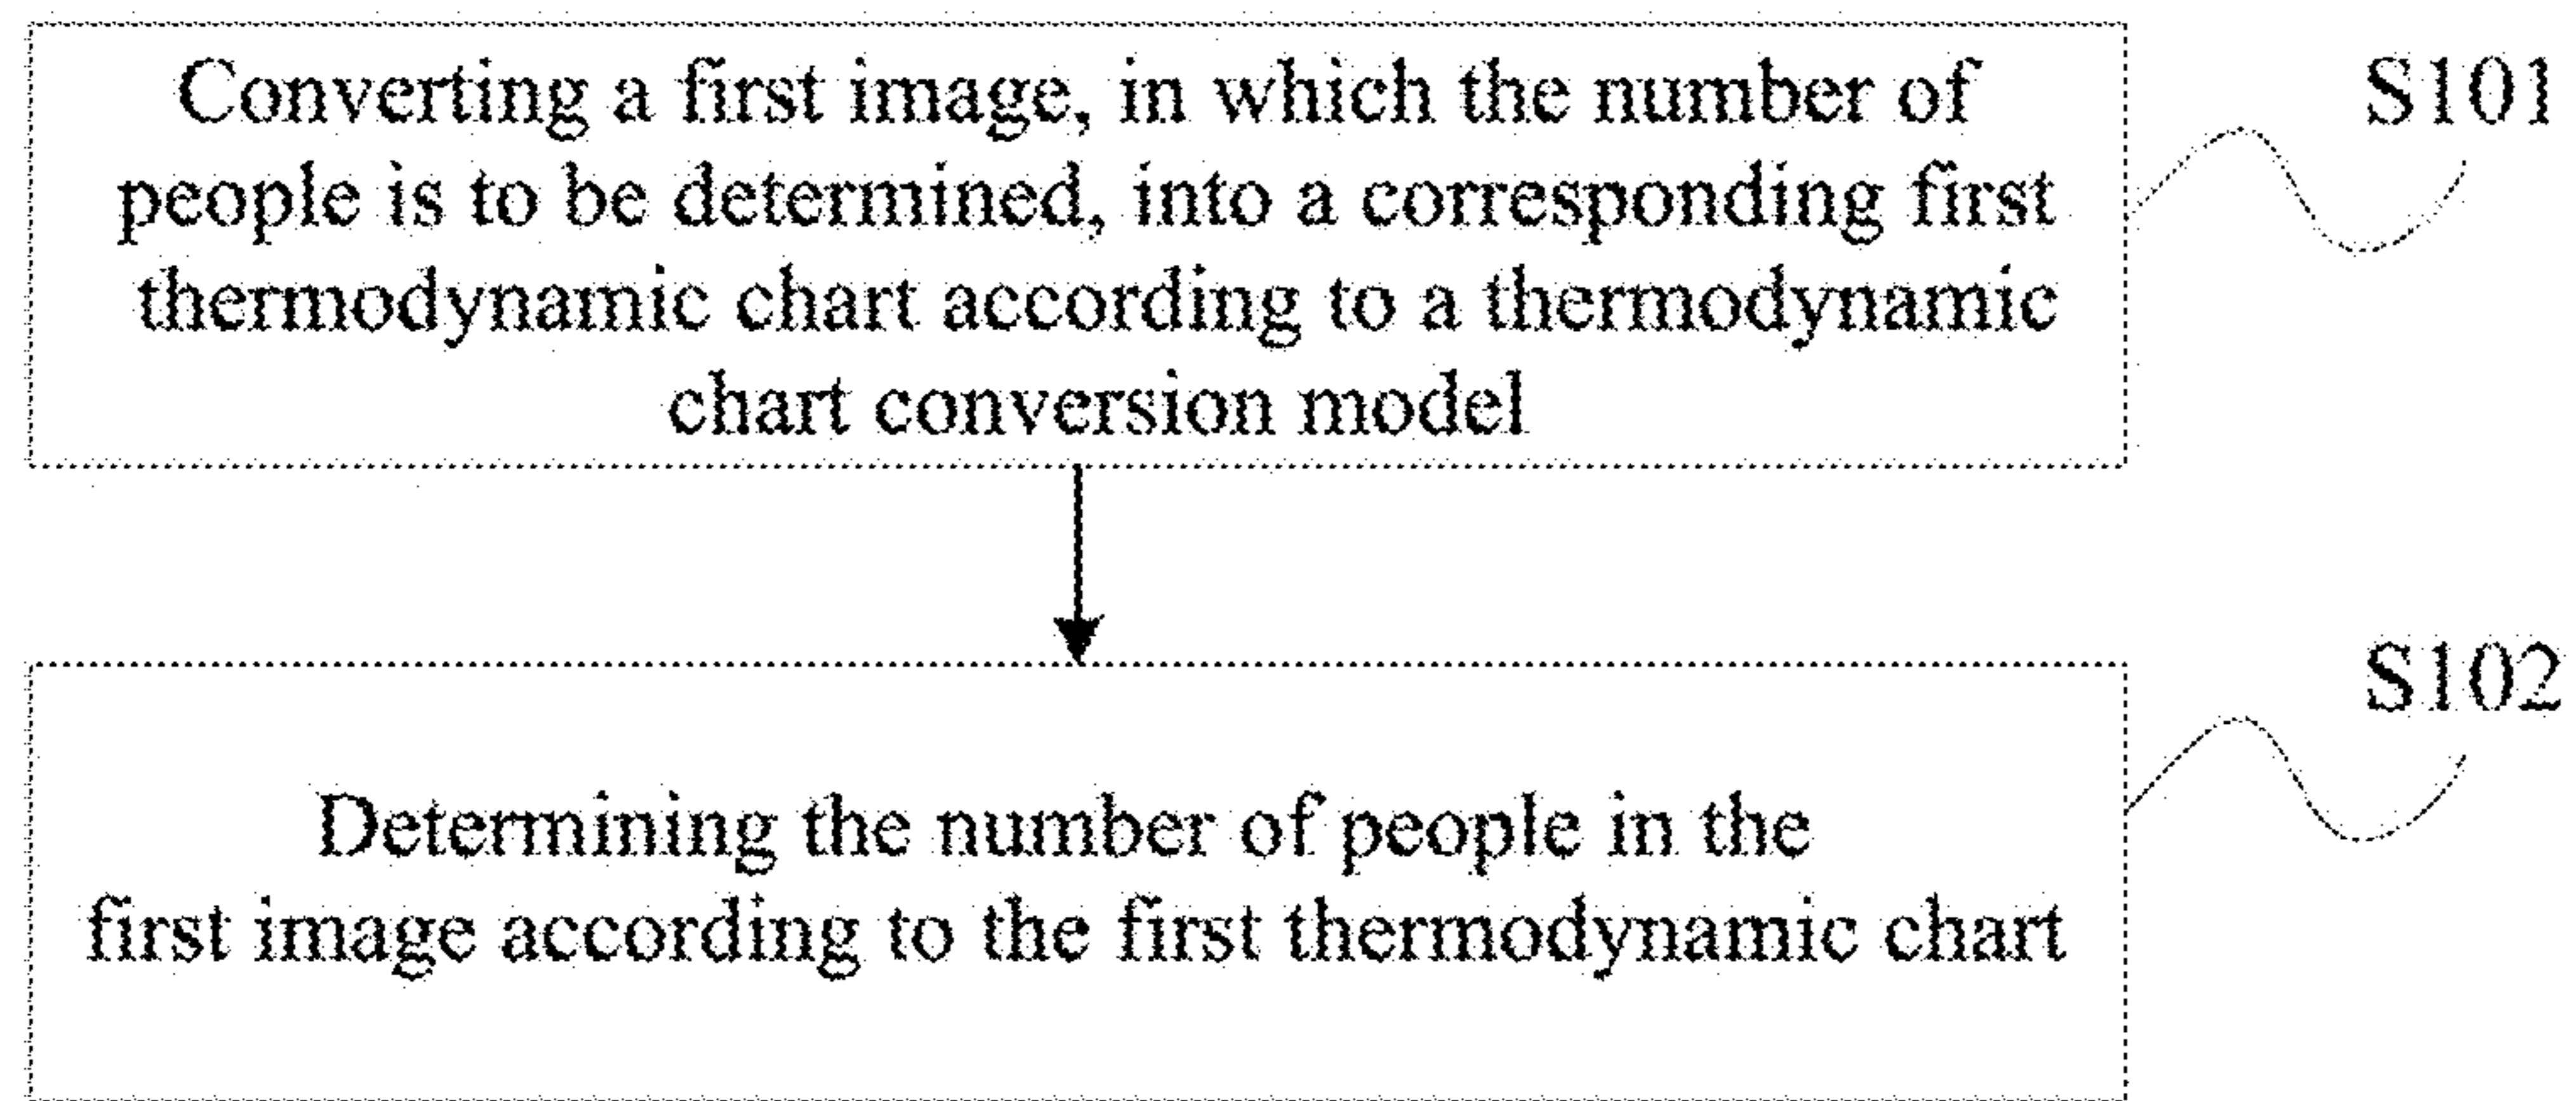 Converting a first image, in which the number of
people is to be determined, into a corresponding first
thermodynamic chart according to a thermodynamic
chart conversion model
S101
Determining the number of people in the
first image according to the first thermodynamic chart
S102